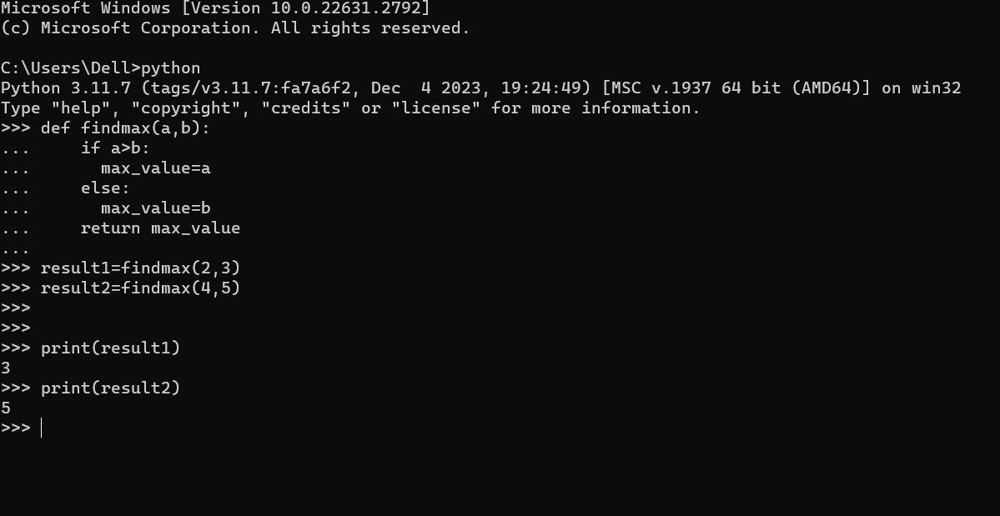 Microsoft Windows [Version 10.0.22631.2792]
(c) Microsoft Corporation. All rights reserved.
C:\Users\Dell>python
Python 3.11.7 (tags/v3.11.7:fa7a6f2, Dec  4 2023, 19:24:49) [MSC v.1937 64 bit (AMD64)] on win32
Type "help", "copyright", "credits" or "license" for more information.
>>> def findmax(a,b):
...     if a>b:
...       max_value=a
...     else:
...       max_value=b
...     return max_value
...
>>> result1=findmax(2,3)
>>> result2=findmax(4,5)
>>>
>>>
>>> print(result1)
3
>>> print(result2)
5
>>>